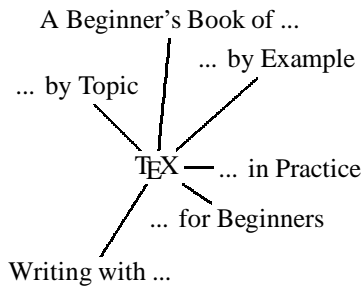 A Beginner's Book of ...
... by Example
... by Topic
TEX
... in Practice
... for Beginners
Writing with ...